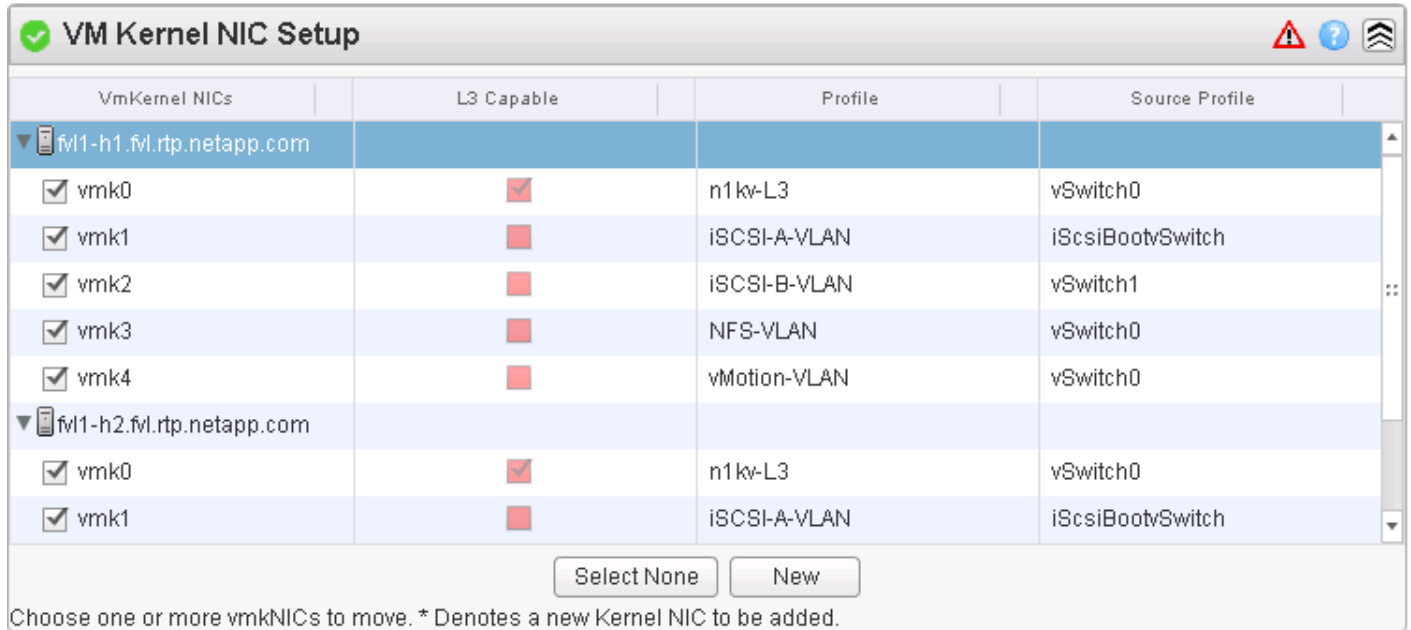 VM Kernel NIC Setup
VmKernel NICs L3 Capable Profile Source Profile
fvl1-h1.fvl.rtp.netapp.com
vmk0 n1kv-L3 vSwitch0
vmk1 iSCSI-A-VLAN iScsiBootvSwitch
vmk2 iSCSI-B-VLAN vSwitch1
vmk3 NFS-VLAN vSwitch0
vmk4 vMotion-VLAN vSwitch0
fvl1-h2.fvl.rtp.netapp.com
vmk0 n1kv-L3 vSwitch0
vmk1 iSCSI-A-VLAN iScsiBootvSwitch
Select None New
Choose one or more vmkNICs to move. * Denotes a new Kernel NIC to be added.